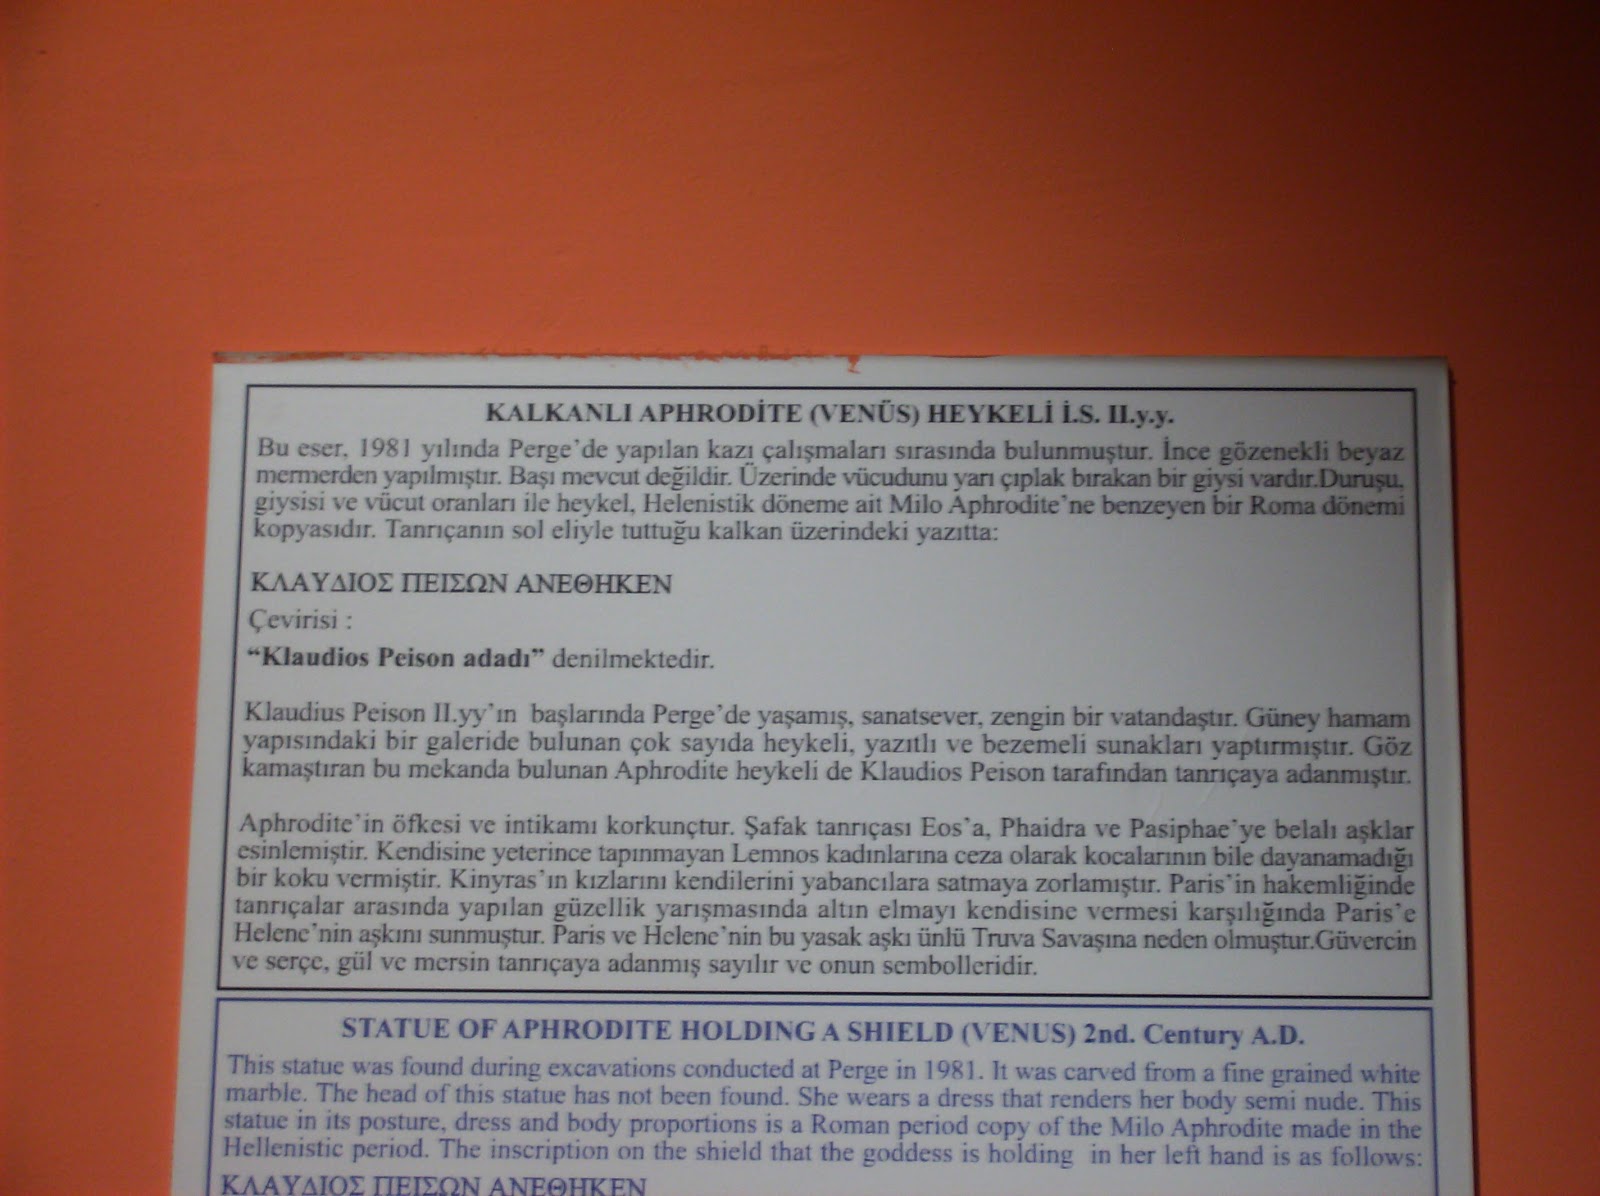 KALKANLI APHRODİTE (VENÜS) HEYKELİ İ.S. II.y.y.
Bu eser, 1981 yılında Perge'de yapılan kazı çalışmaları sırasında bulunmuştur. İnce gözenekli beyaz
mermerden yapılmıştır. Başı mevcut değildir. Üzerinde vücudunu yarı çıplak bırakan bir giysi vardır.Duruşu,
giysisi ve vücut oranları ile heykel, Helenistik döneme ait Milo Aphrodite'ne benzeyen bir Roma dönemi
kopyasıdır. Tanrıçanın sol eliyle tuttuğu kalkan üzerindeki yazıtta:
ΚΛΑΥΔΙΟΣ ΠΕΙΣΩΝ ΑΝΕΘΗΚΕΝ
Çevirisi :
“Klaudios Peison adadı” denilmektedir.
Klaudius Peison II.yy'ın başlarında Perge'de yaşamış, sanatsever, zengin bir vatandaştır. Güney hamam
yapısındaki bir galeride bulunan çok sayıda heykeli, yazıtlı ve bezemeli sunakları yaptırmıştır. Göz
kamaştıran bu mekanda bulunan Aphrodite heykeli de Klaudios Peison tarafından tanrıçaya adanmıştır.
Aphrodite'in öfkesi ve intikamı korkunçtur. Şafak tanrıçası Eos'a, Phaidra ve Pasiphae'ye belalı aşklar
esinlemiştir. Kendisine yeterince tapınmayan Lemnos kadınlarına ceza olarak kocalarının bile dayanamadığı
bir koku vermiştir. Kinyras'ın kızlarını kendilerini yabancılara satmaya zorlamıştır. Paris'in hakemliğinde
tanrıçalar arasında yapılan güzellik yarışmasında altın elmayı kendisine vermesi karşılığında Paris'e
Helene'nin aşkını sunmuştur. Paris ve Helene'nin bu yasak aşkı ünlü Truva Savaşına neden olmuştur.Güvercin
ve serçe, gül ve mersin tanrıçaya adanmış sayılır ve onun sembolleridir.
STATUE OF APHRODITE HOLDING A SHIELD (VENUS) 2nd. Century A.D.
This statue was found during excavations conducted at Perge in 1981. It was carved from a fine grained white
marble. The head of this statue has not been found. She wears a dress that renders her body semi nude. This
statue in its posture, dress and body proportions is a Roman period copy of the Milo Aphrodite made in the
Hellenistic period. The inscription on the shield that the goddess is holding in her left hand is as follows:
ΚΛΑΥΔΙΟΣ ΠΕΙΣΩΝ ΑΝΕΘΗΚΕΝ